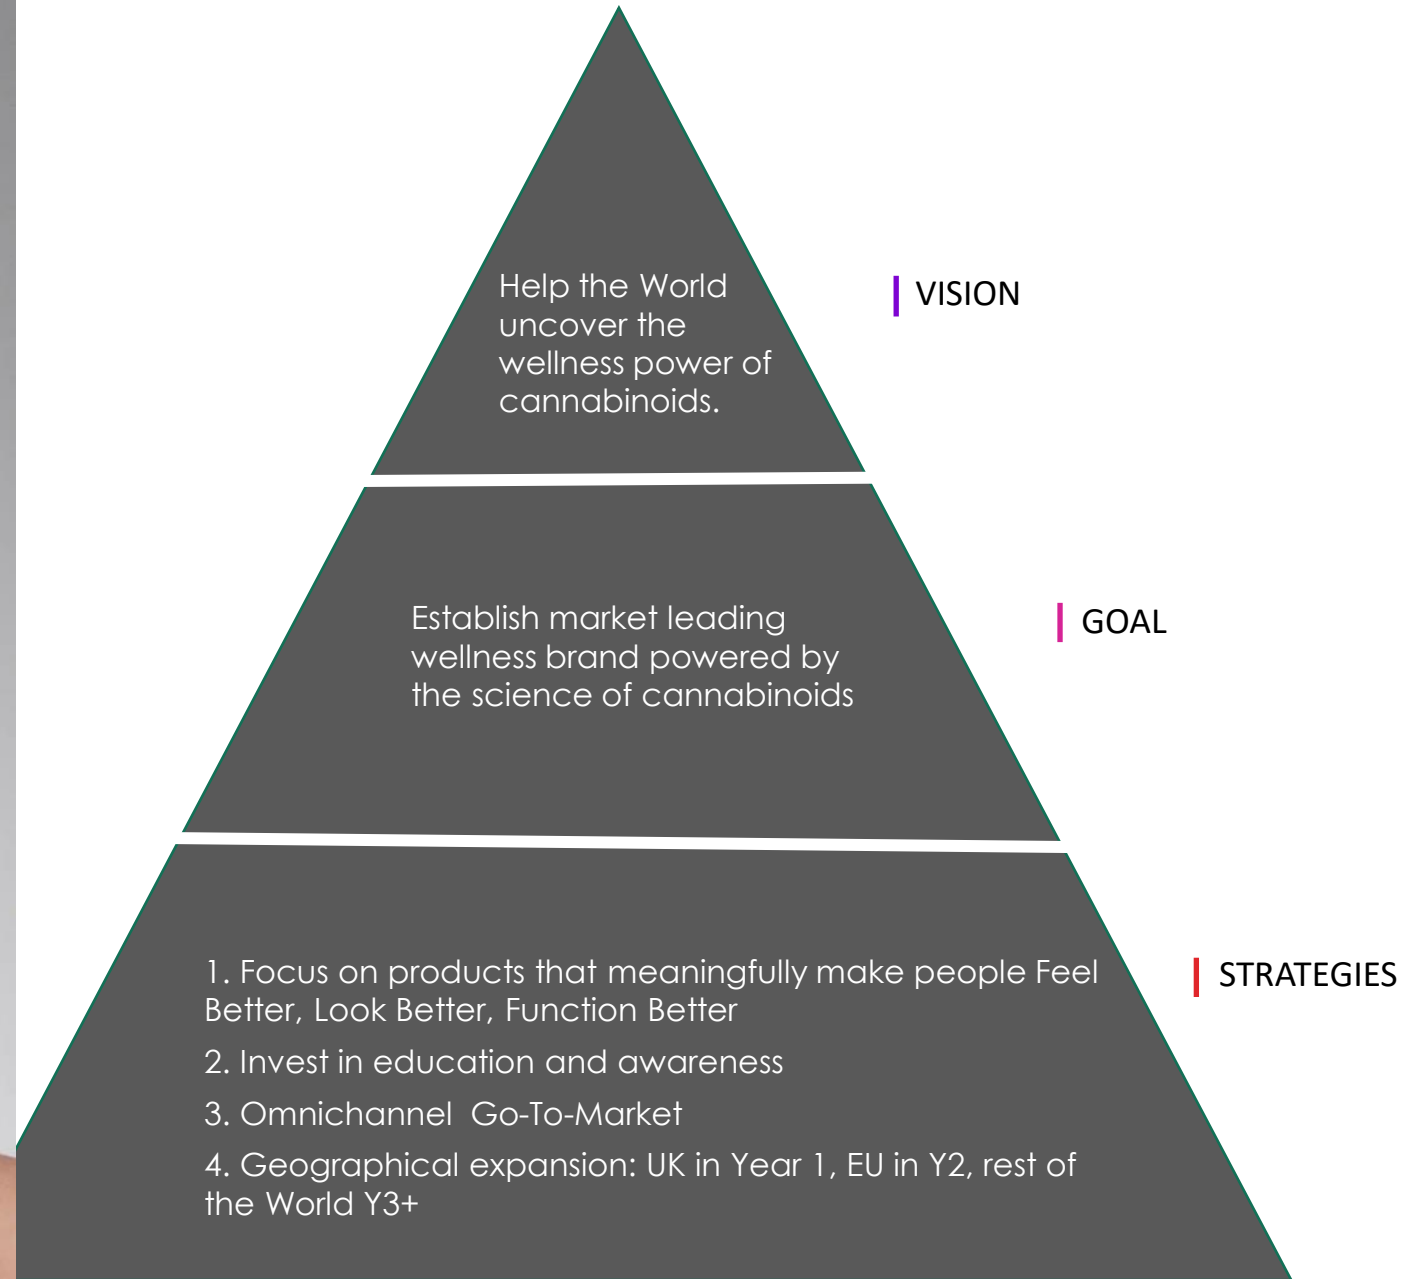 Help the World
uncover the
wellness power of
cannabinoids.
VISION
Establish market leading
wellness brand powered by
the science of cannabinoids
GOAL
1. Focus on products that meaningfully make people Feel
Better, Look Better, Function Better
2. Invest in education and awareness
3. Omnichannel  Go-To-Market
4. Geographical expansion: UK in Year 1, EU in Y2, rest of
the World Y3+
STRATEGIES